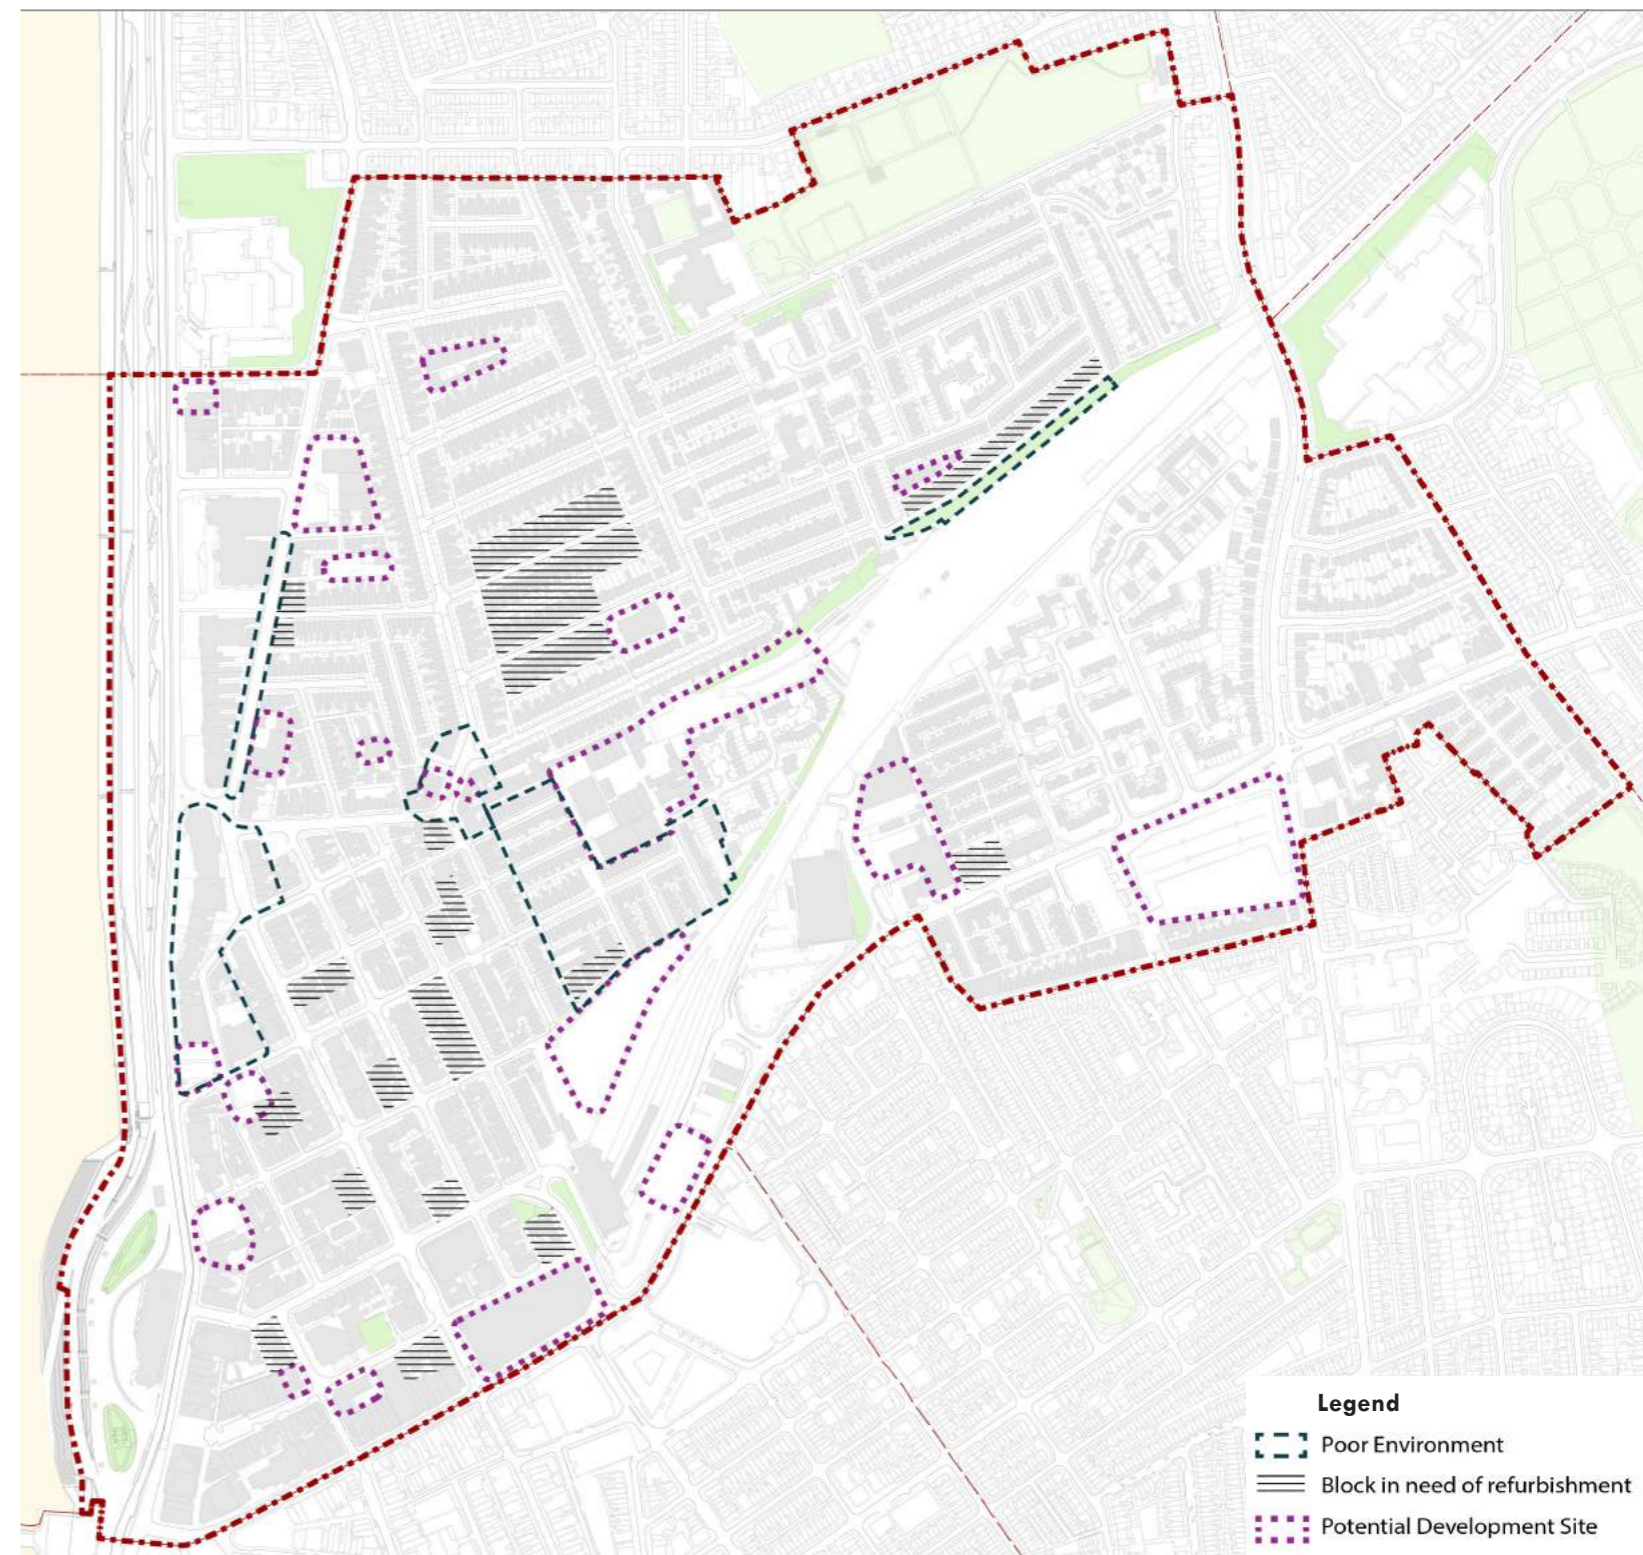 Legend
Poor Environment
Block in need of refurbishment
Potential Development Site